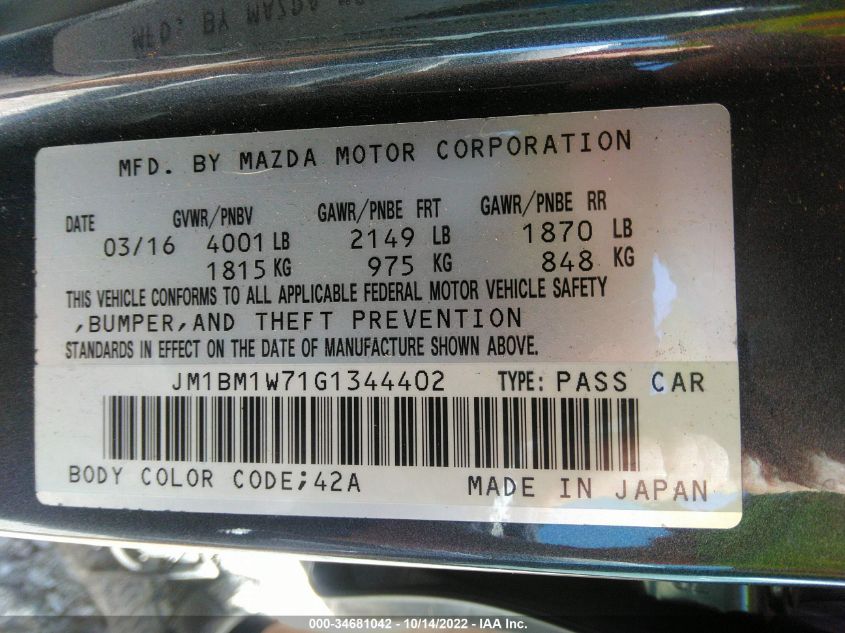 MFD. BY MAZDA MOTOR CORPORATION
DATE GVWR/PNBV GAWR/PNBE FRT GAWR/PNBE RR
03/16 4001 LB 2149 LB 1870 LB
1815 KG 975 KG 848 KG
THIS VEHICLE CONFORMS TO ALL APPLICABLE FEDERAL MOTOR VEHICLE SAFETY
,BUMPER,AND THEFT PREVENTION
STANDARDS IN EFFECT ON THE DATE OF MANUFACTURE SHOWN ABOVE.
JM1BM1W71G1344402 TYPE: PASS CAR
BODY COLOR CODE;42A MADE IN JAPAN
000-34681042 - 10/14/2022 - IAA Inc.